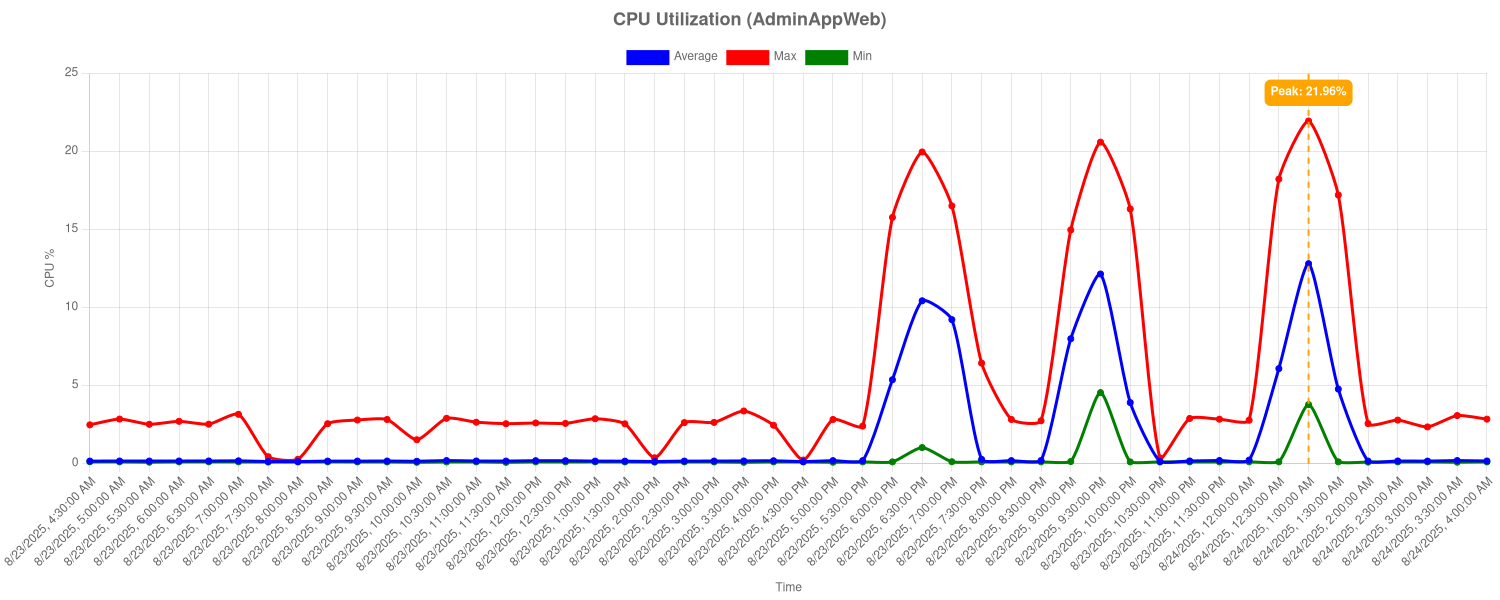 CPU Utilization (AdminAppWeb)
Average Max Min
Peak: 21.96%
25
20
15
10
5
0
CPU %
8/23/2025, 4:30:00 AM
8/23/2025, 5:00:00 AM
8/23/2025, 5:30:00 AM
8/23/2025, 6:00:00 AM
8/23/2025, 6:30:00 AM
8/23/2025, 7:00:00 AM
8/23/2025, 7:30:00 AM
8/23/2025, 8:00:00 AM
8/23/2025, 8:30:00 AM
8/23/2025, 9:00:00 AM
8/23/2025, 9:30:00 AM
8/23/2025, 10:00:00 AM
8/23/2025, 10:30:00 AM
8/23/2025, 11:00:00 AM
8/23/2025, 11:30:00 AM
8/23/2025, 12:00:00 PM
8/23/2025, 12:30:00 PM
8/23/2025, 1:00:00 PM
8/23/2025, 1:30:00 PM
8/23/2025, 2:00:00 PM
8/23/2025, 2:30:00 PM
8/23/2025, 3:00:00 PM
8/23/2025, 3:30:00 PM
8/23/2025, 4:00:00 PM
8/23/2025, 4:30:00 PM
8/23/2025, 5:00:00 PM
8/23/2025, 5:30:00 PM
8/23/2025, 6:00:00 PM
8/23/2025, 6:30:00 PM
8/23/2025, 7:00:00 PM
8/23/2025, 7:30:00 PM
8/23/2025, 8:00:00 PM
8/23/2025, 8:30:00 PM
8/23/2025, 9:00:00 PM
8/23/2025, 9:30:00 PM
8/23/2025, 10:00:00 PM
8/23/2025, 10:30:00 PM
8/23/2025, 11:00:00 PM
8/23/2025, 11:30:00 PM
8/24/2025, 12:00:00 AM
8/24/2025, 12:30:00 AM
8/24/2025, 1:00:00 AM
8/24/2025, 1:30:00 AM
8/24/2025, 2:00:00 AM
8/24/2025, 2:30:00 AM
8/24/2025, 3:00:00 AM
8/24/2025, 3:30:00 AM
8/24/2025, 4:00:00 AM
Time